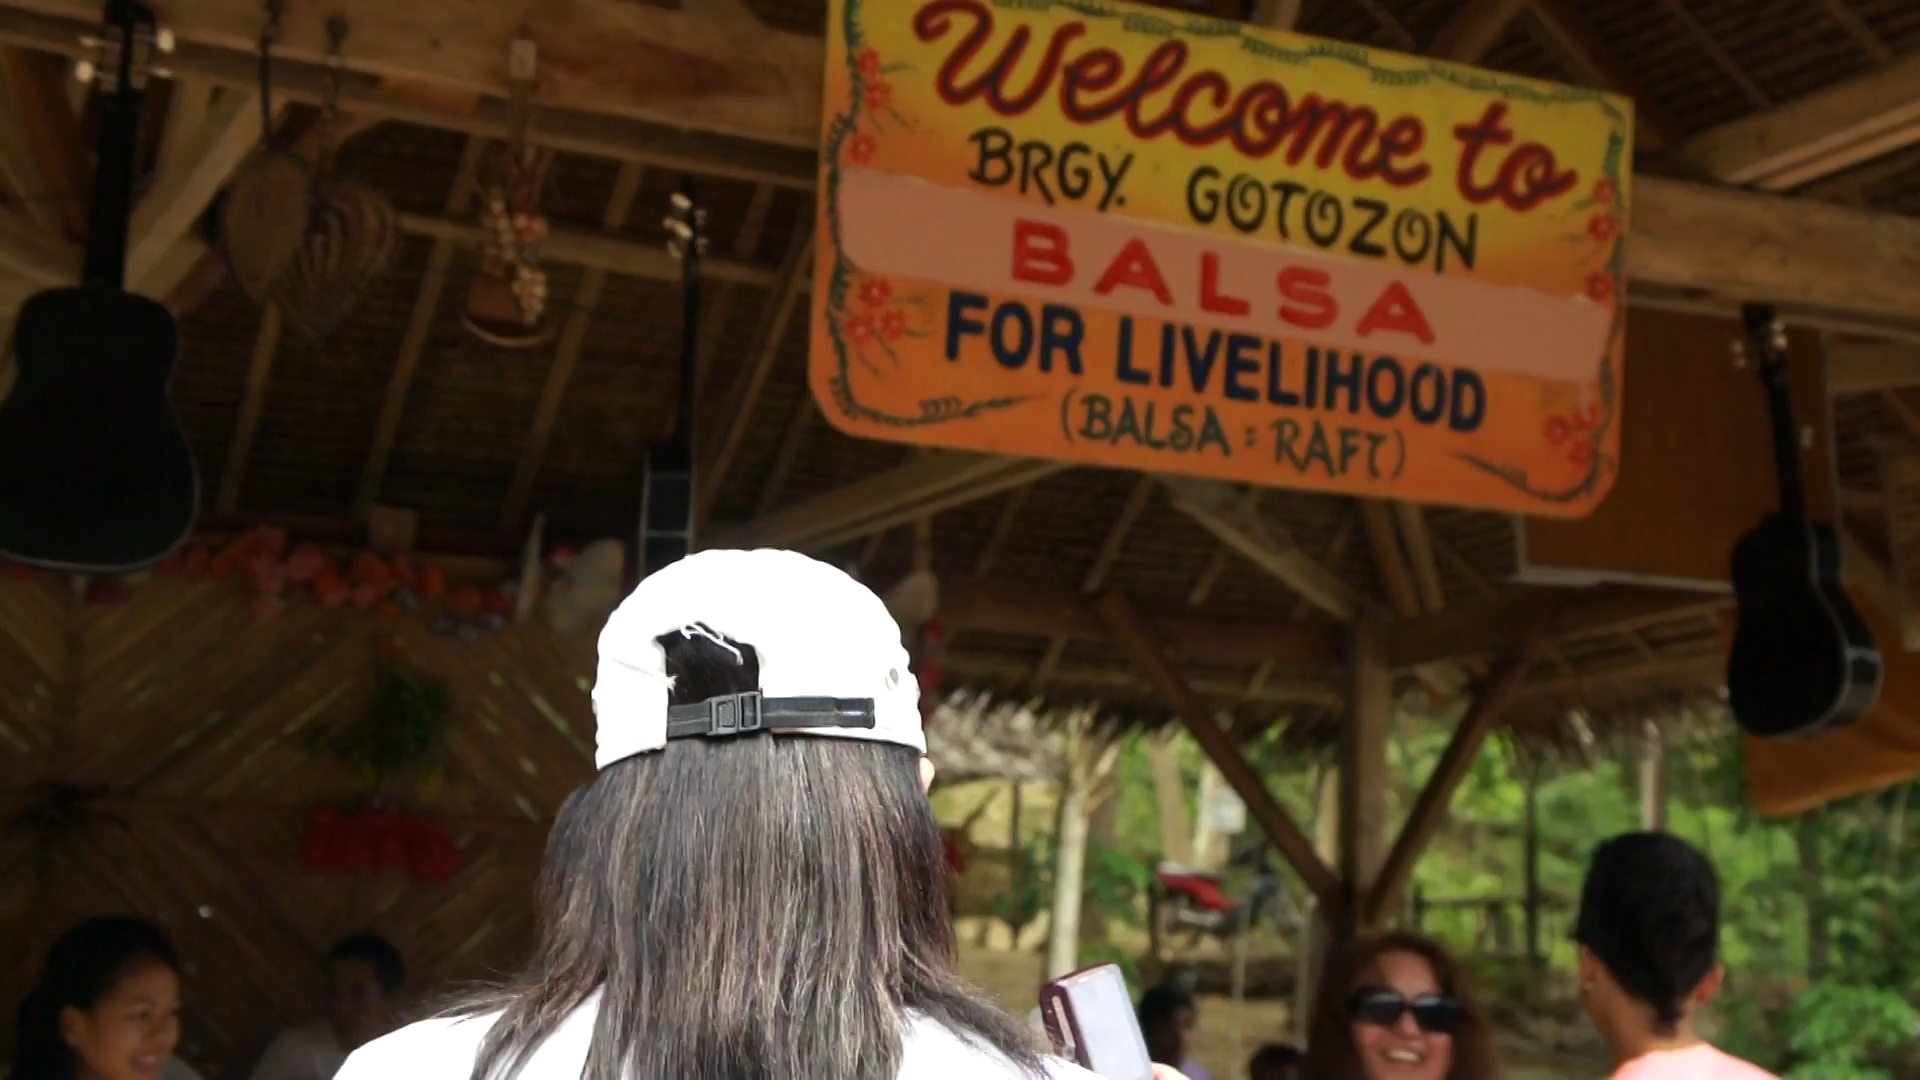 Welcome to
BRGY. GOTOZON
BALSA
FOR LIVELIHOOD
(BALSA : RAFT)